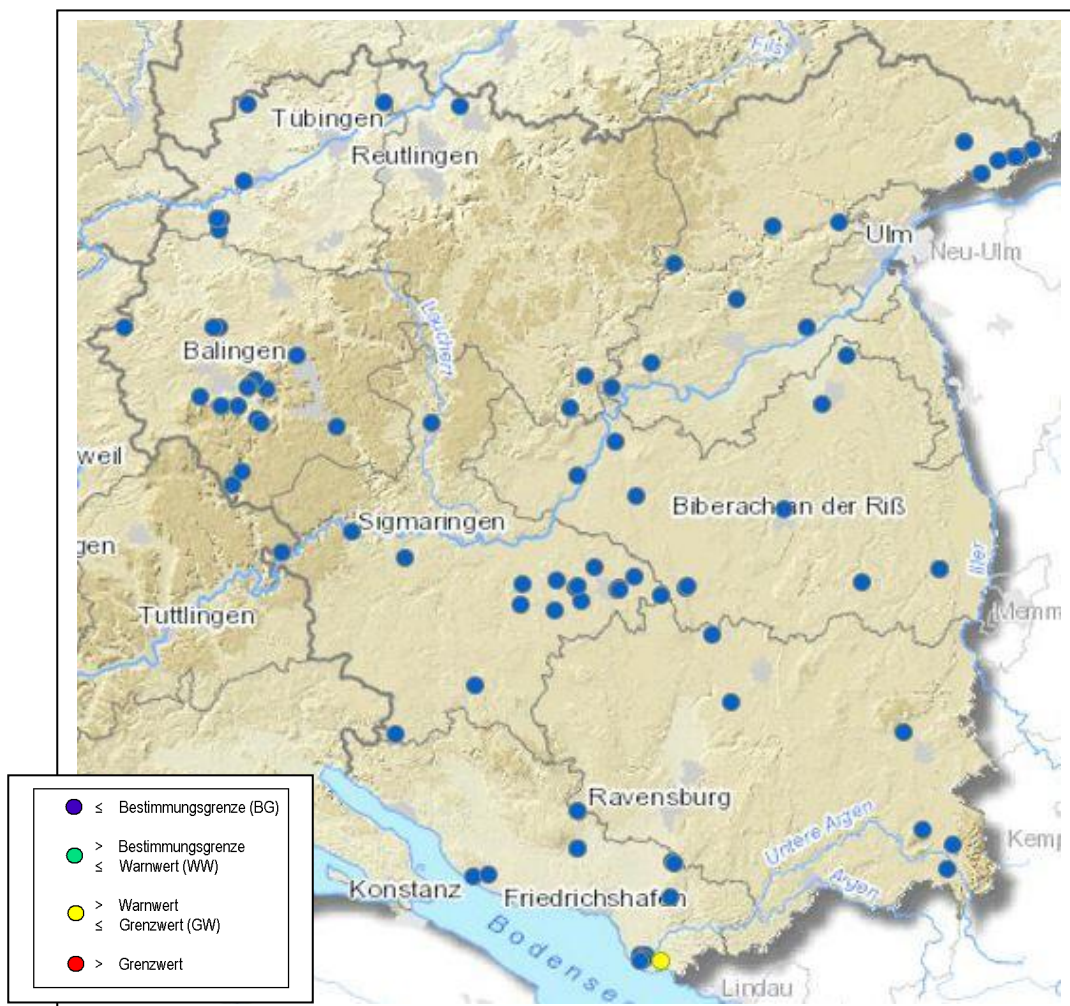 Filst
Tübingen
Reutlingen
Ulm
Neu-Ulm
Lauchert
Balingen
weil
Sigmaringen
Biberach an der Riß
gen
Iller
Tuttlingen
Memm
Ravensburg
Untere Argen
Kemp
Konstanz
Friedrichshafen
Argen
Bodensee
Lindau
≤ Bestimmungsgrenze (BG)
> Bestimmungsgrenze
≤ Warnwert (WW)
> Warnwert
≤ Grenzwert (GW)
> Grenzwert